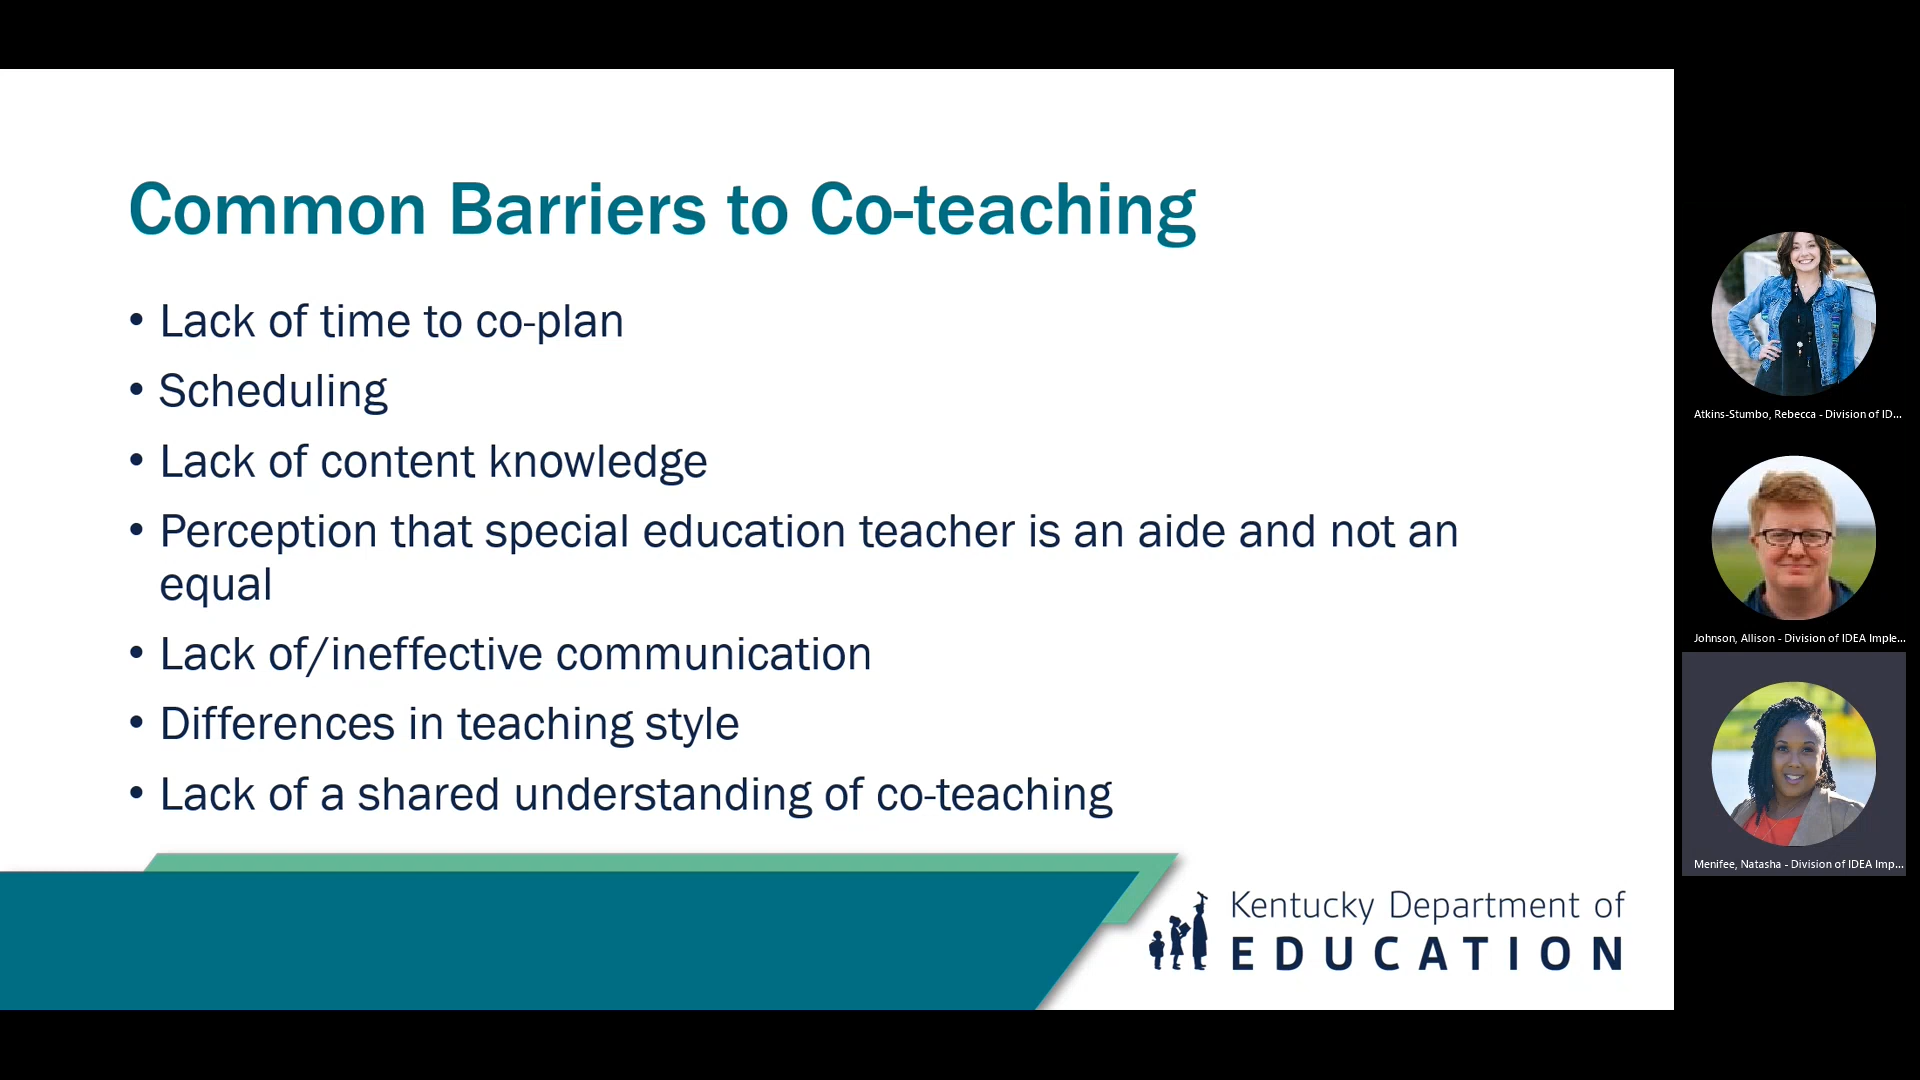 Common Barriers to Co-teaching
• Lack of time to co-plan
• Scheduling
• Lack of content knowledge
• Perception that special education teacher is an aide and not an
equal
• Lack of/ineffective communication
• Differences in teaching style
• Lack of a shared understanding of co-teaching
Kentucky Department of
EDUCATION
Atkins-Stumbo, Rebecca - Division of ID...
Johnson, Allison - Division of IDEA Imple...
Menifee, Natasha - Division of IDEA Imp...